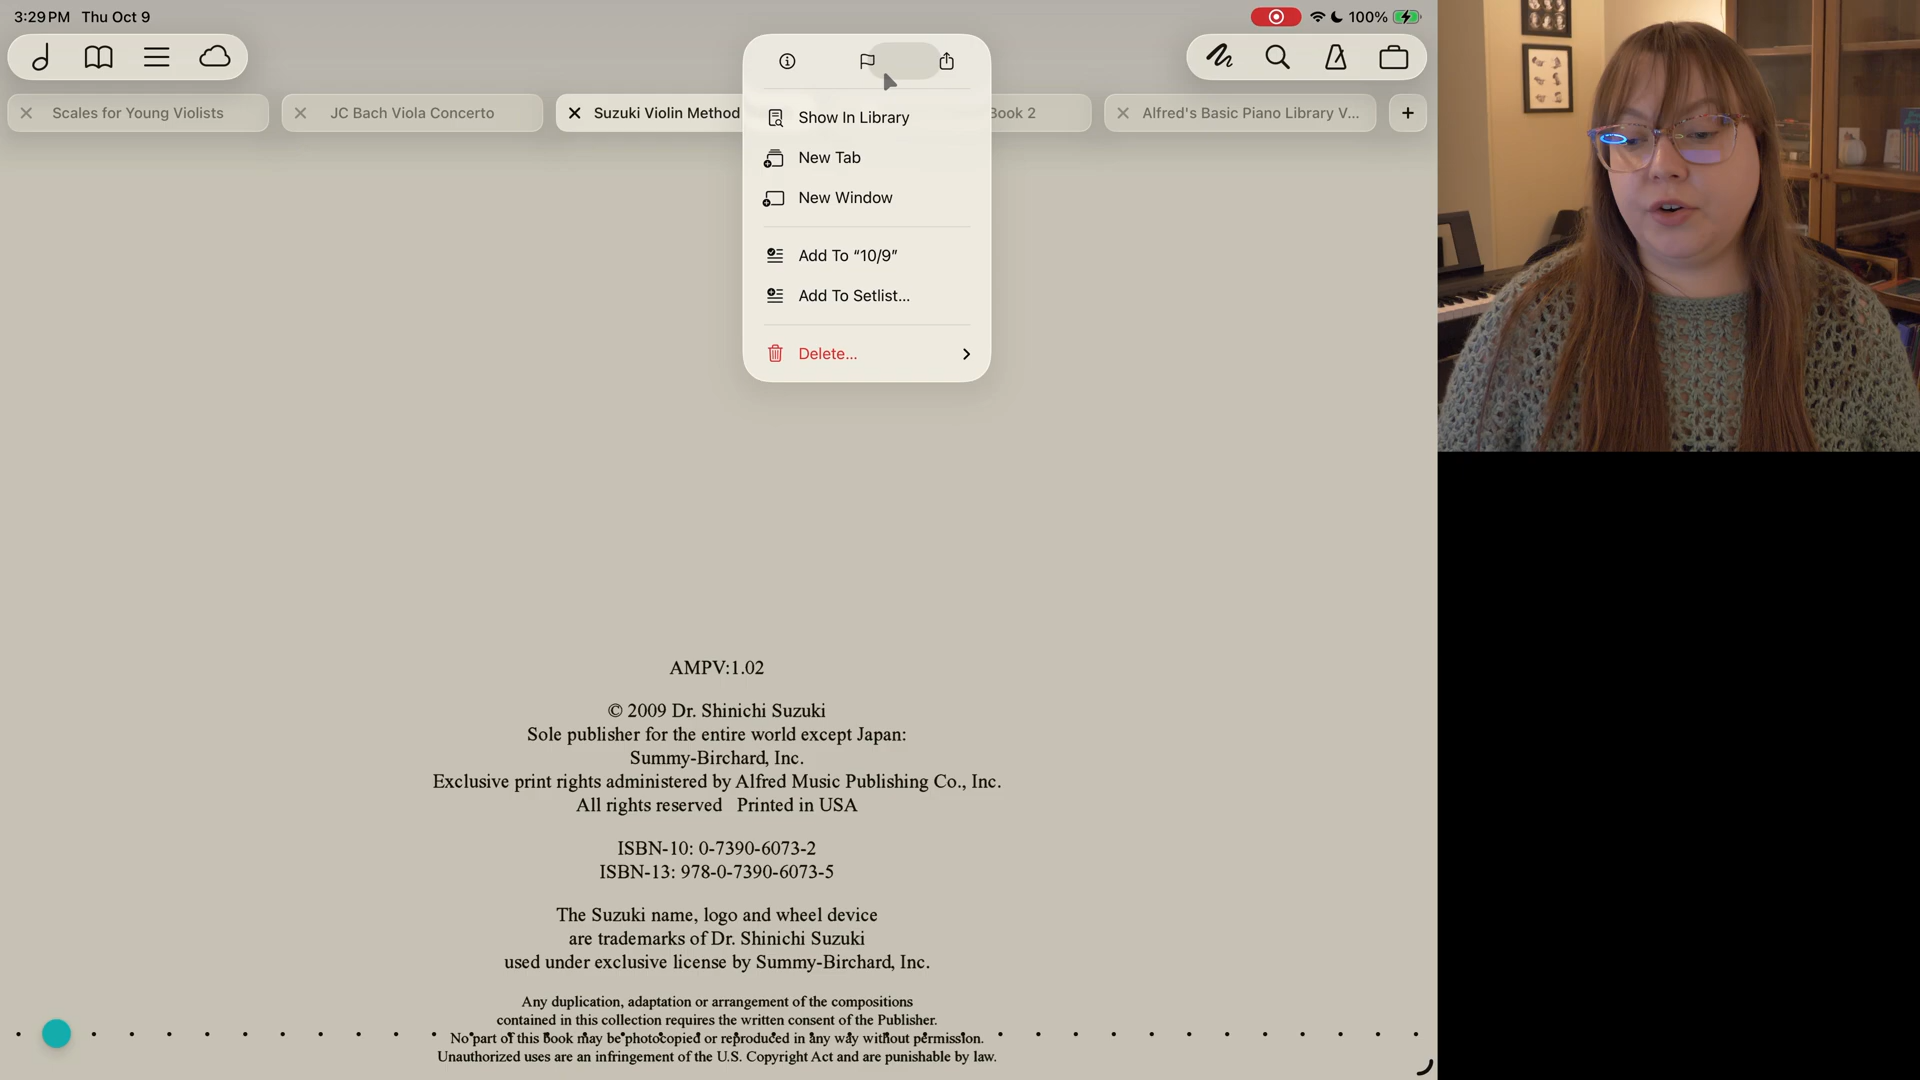 3:29 PM Thu Oct 9
100%
Scales for Young Violists
JC Bach Viola Concerto
Suzuki Violin Method
Book 2
Alfred's Basic Piano Library V...
Show In Library
New Tab
New Window
Add To “10/9”
Add To Setlist...
Delete...
AMPV:1.02
© 2009 Dr. Shinichi Suzuki
Sole publisher for the entire world except Japan:
Summy-Birchard, Inc.
Exclusive print rights administered by Alfred Music Publishing Co., Inc.
All rights reserved Printed in USA
ISBN-10: 0-7390-6073-2
ISBN-13: 978-0-7390-6073-5
The Suzuki name, logo and wheel device
are trademarks of Dr. Shinichi Suzuki
used under exclusive license by Summy-Birchard, Inc.
Any duplication, adaptation or arrangement of the compositions
contained in this collection requires the written consent of the Publisher.
No part of this book may be photocopied or reproduced in any way without permission.
Unauthorized uses are an infringement of the U.S. Copyright Act and are punishable by law.